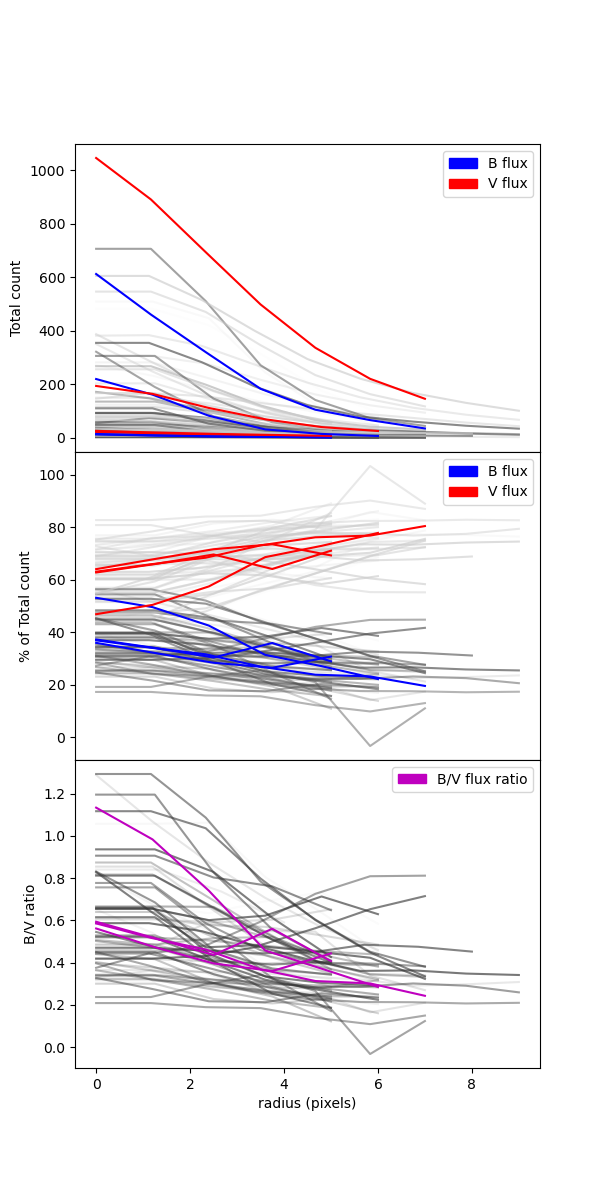 1000
800
600
400
200
0
Total count
B flux
V flux
100
80
60
40
20
0
% of Total count
B flux
V flux
1.2
1.0
0.8
0.6
0.4
0.2
0.0
B/V ratio
B/V flux ratio
0 2 4 6 8
radius (pixels)